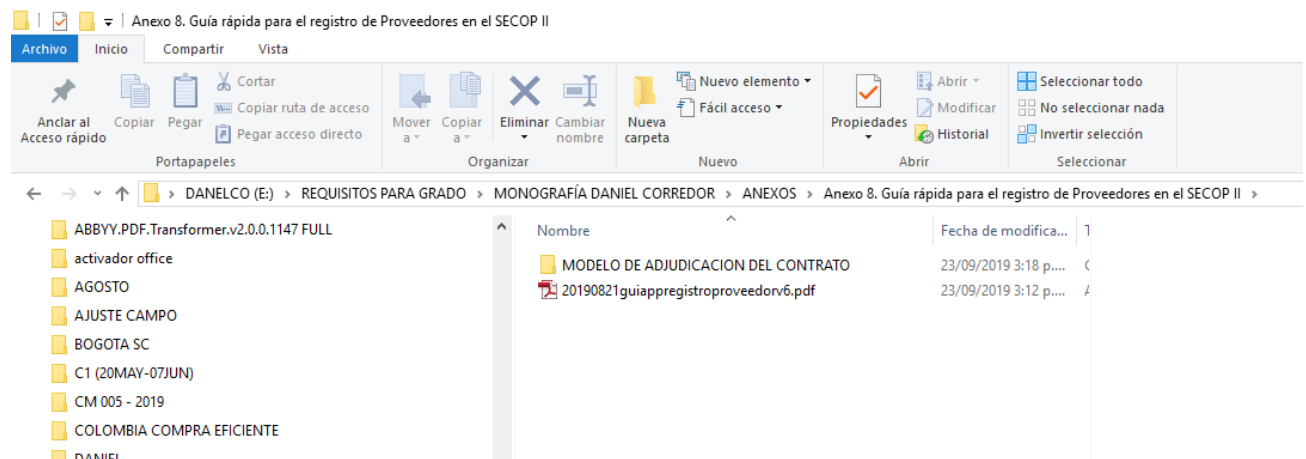 Anexo 8. Guía rápida para el registro de Proveedores en el SECOP II
Archivo Inicio Compartir Vista
Anclar al Acceso rápido
Copiar
Pegar
Cortar
Copiar ruta de acceso
Pegar acceso directo
Portapapeles
Mover a
Copiar a
Eliminar
Cambiar nombre
Organizar
Nueva carpeta
Nuevo elemento
Fácil acceso
Nuevo
Propiedades
Abrir
Modificar
Historial
Abrir
Seleccionar todo
No seleccionar nada
Invertir selección
Seleccionar
DANELCO (E:) > REQUISITOS PARA GRADO > MONOGRAFÍA DANIEL CORREDOR > ANEXOS > Anexo 8. Guía rápida para el registro de Proveedores en el SECOP II >
ABBYY.PDF.Transformer.v2.0.0.1147 FULL
activador office
AGOSTO
AJUSTE CAMPO
BOGOTA SC
C1 (20MAY-07JUN)
CM 005 - 2019
COLOMBIA COMPRA EFICIENTE
DANIEL
Nombre Fecha de modifica...
MODELO DE ADJUDICACION DEL CONTRATO 23/09/2019 3:18 p....
20190821guiappregistroproveedorv6.pdf 23/09/2019 3:12 p....